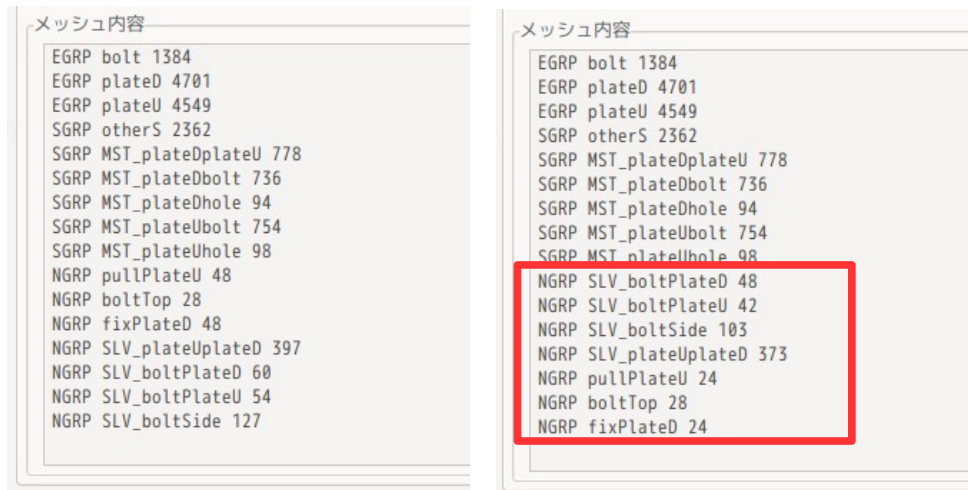 メッシュ内容
EGRP bolt 1384
EGRP plateD 4701
EGRP plateU 4549
SGRP otherS 2362
SGRP MST_plateDplateU 778
SGRP MST_plateDbolt 736
SGRP MST_plateDhole 94
SGRP MST_plateUbolt 754
SGRP MST_plateUhole 98
NGRP pullPlateU 48
NGRP boltTop 28
NGRP fixPlateD 48
NGRP SLV_plateUplateD 397
NGRP SLV_boltPlateD 60
NGRP SLV_boltPlateU 54
NGRP SLV_boltSide 127
メッシュ内容
EGRP bolt 1384
EGRP plateD 4701
EGRP plateU 4549
SGRP otherS 2362
SGRP MST_plateDplateU 778
SGRP MST_plateDbolt 736
SGRP MST_plateDhole 94
SGRP MST_plateUbolt 754
SGRP MST_plateUhole 98
NGRP SLV_boltPlateD 48
NGRP SLV_boltPlateU 42
NGRP SLV_boltSide 103
NGRP SLV_plateUplateD 373
NGRP pullPlateU 24
NGRP boltTop 28
NGRP fixPlateD 24